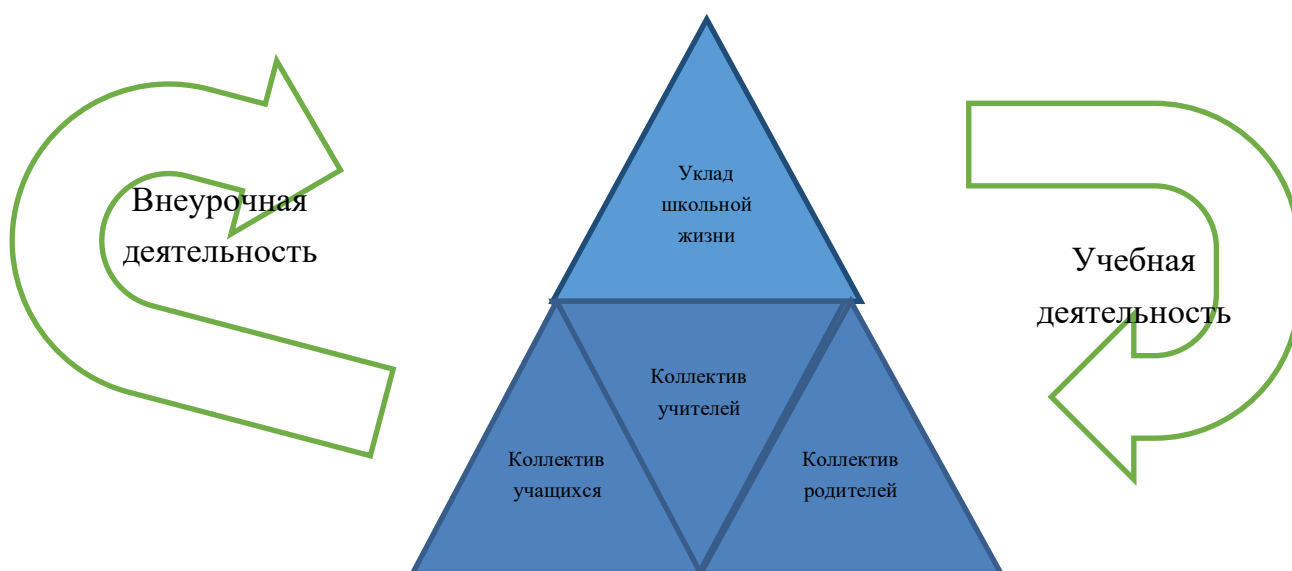 Внеурочная
деятельность
Уклад
школьной
жизни
Учебная
деятельность
Коллектив
учителей
Коллектив
учащихся
Коллектив
родителей